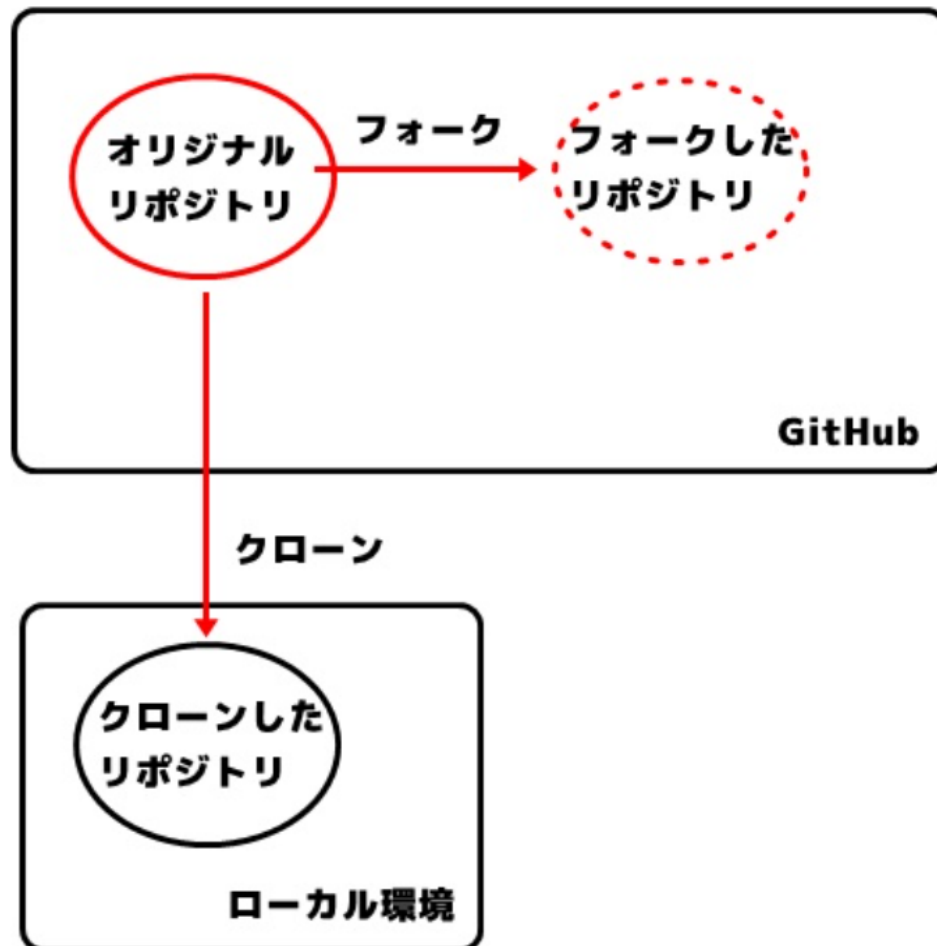 オリジナル
リポジトリ
フォーク
フォークした
リポジトリ
GitHub
クローン
クローンした
リポジトリ
ローカル環境